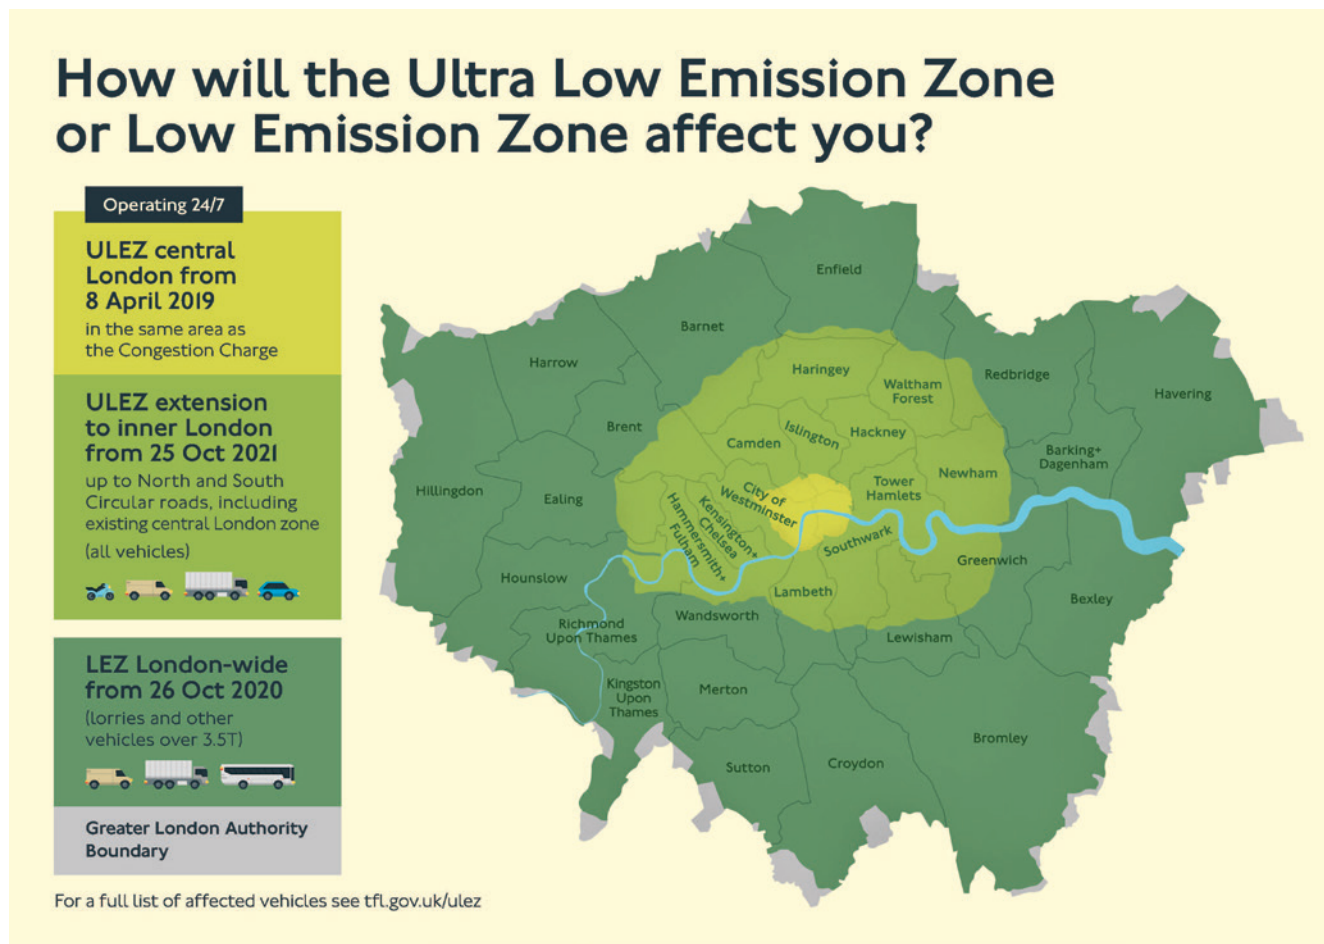 How will the Ultra Low Emission Zone
or Low Emission Zone affect you?
Operating 24/7
ULEZ central
London from
8 April 2019
in the same area as
the Congestion Charge
ULEZ extension
to inner London
from 25 Oct 2021
up to North and South
Circular roads, including
existing central London zone
(all vehicles)
LEZ London-wide
from 26 Oct 2020
(lorries and other
vehicles over 3.5T)
Greater London Authority
Boundary
For a full list of affected vehicles see tfl.gov.uk/ulez
Enfield
Barnet
Harrow
Haringey
Waltham
Forest
Redbridge
Havering
Brent
Camden
Islington
Hackney
Barking+
Dagenham
Hillingdon
Ealing
Hammersmith+
Fulham
Kensington+
Chelsea
City of
Westminster
Tower
Hamlets
Newham
Southwark
Greenwich
Hounslow
Lambeth
Bexley
Richmond
Upon Thames
Wandsworth
Lewisham
Kingston
Upon
Thames
Merton
Sutton
Croydon
Bromley